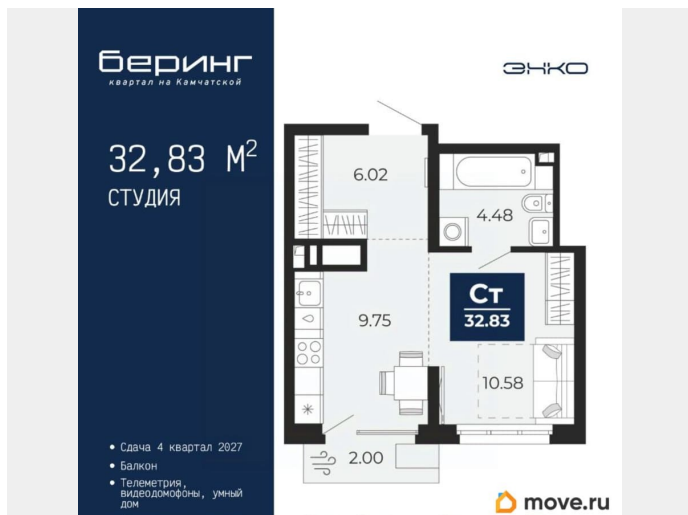 беринг
квартал на Камчатской
ЭНКО
32,83 М²
СТУДИЯ
6.02
4.48
Ст
32.83
9.75
10.58
2.00
• Сдача 4 квартал 2027
• Балкон
• Телеметрия,
видеодомофоны, умный
дом
move.ru